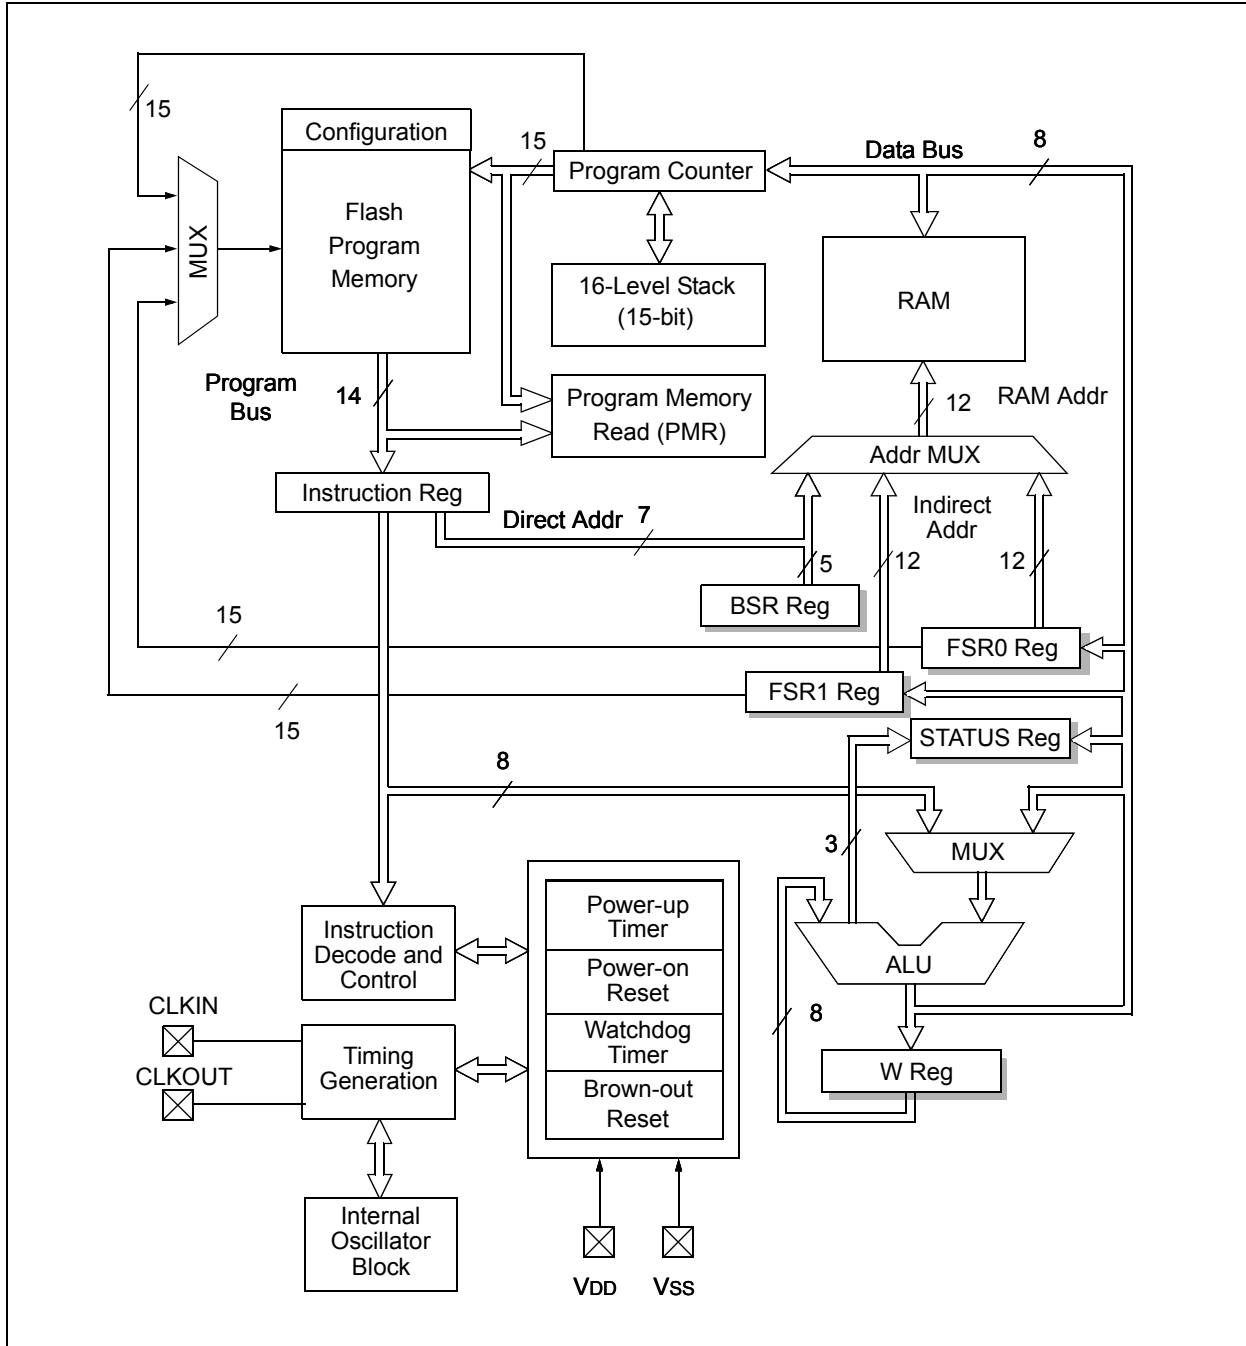 15
Configuration
15
Program Counter
Data Bus
8
MUX
Flash
Program
Memory
16-Level Stack
(15-bit)
RAM
Program
Bus
14
Program Memory
Read (PMR)
12
RAM Addr
Addr MUX
Instruction Reg
Direct Addr
7
Indirect
Addr
5
12
12
BSR Reg
15
FSR0 Reg
FSR1 Reg
15
STATUS Reg
8
3
MUX
Power-up
Timer
Instruction
Decode and
Control
Power-on
Reset
ALU
CLKIN
8
Watchdog
Timer
Timing
Generation
CLKOUT
W Reg
Brown-out
Reset
Internal
Oscillator
Block
VDD
VSS